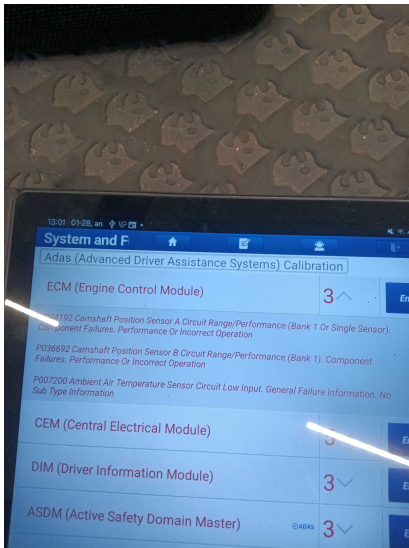 13:01 01-28, an
System and F
Adas (Advanced Driver Assistance Systems) Calibration
ECM (Engine Control Module) 3
Camshaft Position Sensor A Circuit Range/Performance (Bank 1 Or Single Sensor).
Component Failures. Performance Or Incorrect Operation
P036692 Camshaft Position Sensor B Circuit Range/Performance (Bank 1). Component
Failures. Performance Or Incorrect Operation
P007200 Ambient Air Temperature Sensor Circuit Low Input. General Failure Information. No
Sub Type Information
CEM (Central Electrical Module)
DIM (Driver Information Module) 3
ASDM (Active Safety Domain Master) ADAS 3